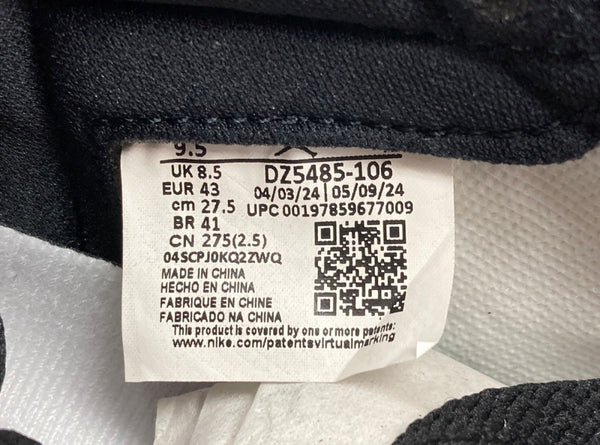 9.5
UK 8.5 DZ5485-106
EUR 43 04/03/24 | 05/09/24
cm 27.5 UPC 00197859677009
BR 41
CN 275(2.5)
04SCPJ0KQ2ZWQ
MADE IN CHINA
HECHO EN CHINA
FABRIQUE EN CHINE
FABRICADO NA CHINA
This product is covered by one or more patents:
www.nike.com/patentsvirtualmarking